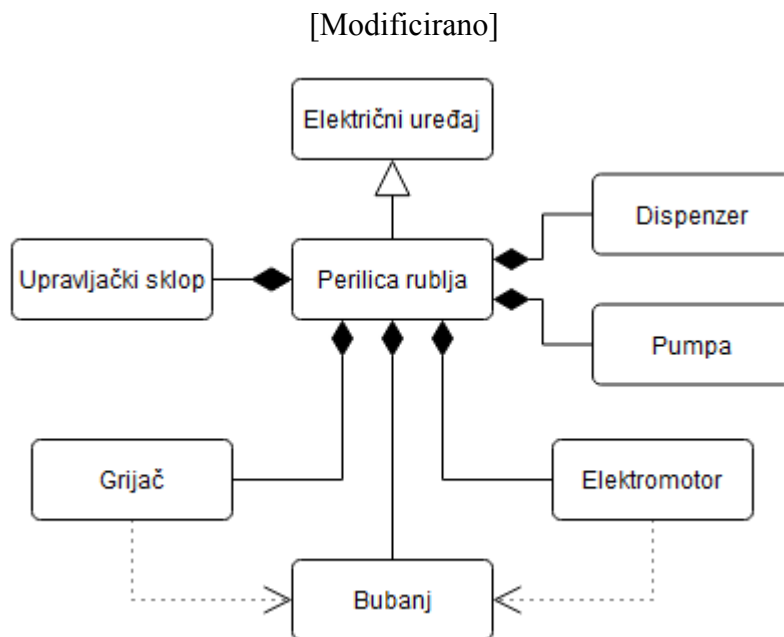 [Modificirano]
Električni uređaj
Dispenzer
Upravljački sklop
Perilica rublja
Pumpa
Grijač
Elektromotor
Bubanj